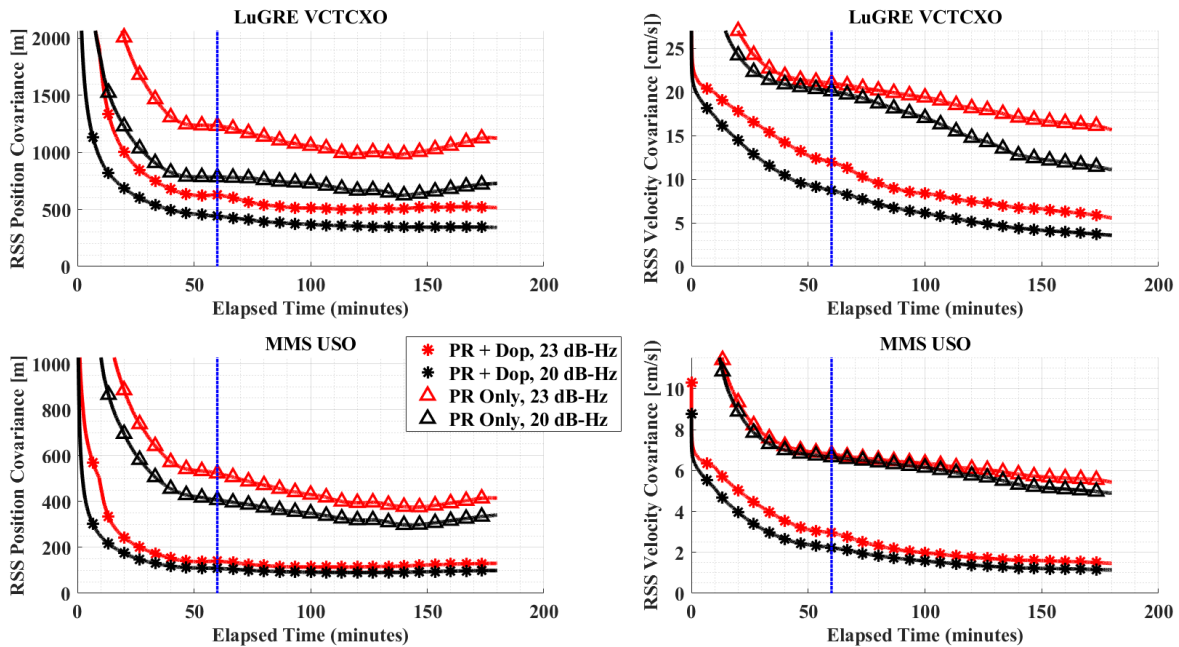 LuGRE VCTCXO
RSS Position Covariance [m]
2000
1500
1000
500
0
0
50
100
150
200
Elapsed Time (minutes)
LuGRE VCTCXO
RSS Velocity Covariance [cm/s])
25
20
15
10
5
0
0
50
100
150
200
Elapsed Time (minutes)
MMS USO
RSS Position Covariance [m]
1000
800
600
400
200
0
0
50
100
150
200
Elapsed Time (minutes)
PR + Dop, 23 dB-Hz
PR + Dop, 20 dB-Hz
PR Only, 23 dB-Hz
PR Only, 20 dB-Hz
MMS USO
RSS Velocity Covariance [cm/s])
10
8
6
4
2
0
0
50
100
150
200
Elapsed Time (minutes)